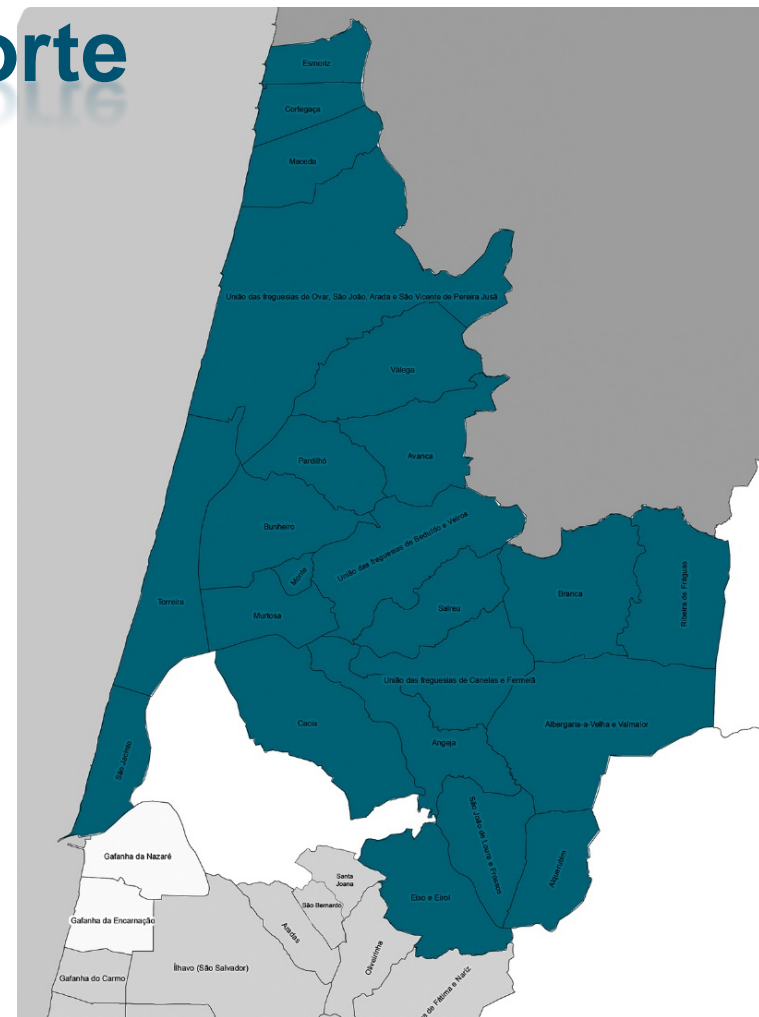 orte
Esmoriz
Cortegaça
Maceda
União das freguesias de Ovar, São João, Arada e São Vicente de Pereira Jusã
Válega
Avanca
Pardilhó
Bunheiro
União das freguesias de Beduído e Veiros
Monte
Torreira
Murtosa
Salreu
Branca
Ribeira de Fráguas
União das freguesias de Canelas e Fermelã
Cacia
Albergaria-a-Velha e Valmaior
Angeja
São Jacinto
São João de Loure e Frossos
Alquerubim
Gafanha da Nazaré
Santa
Joana
Eixo e Eirol
São Bernardo
Gafanha da Encarnação
Aradas
Oliveirinha
Ílhavo (São Salvador)
Gafanha do Carmo
de Fátima e Nariz